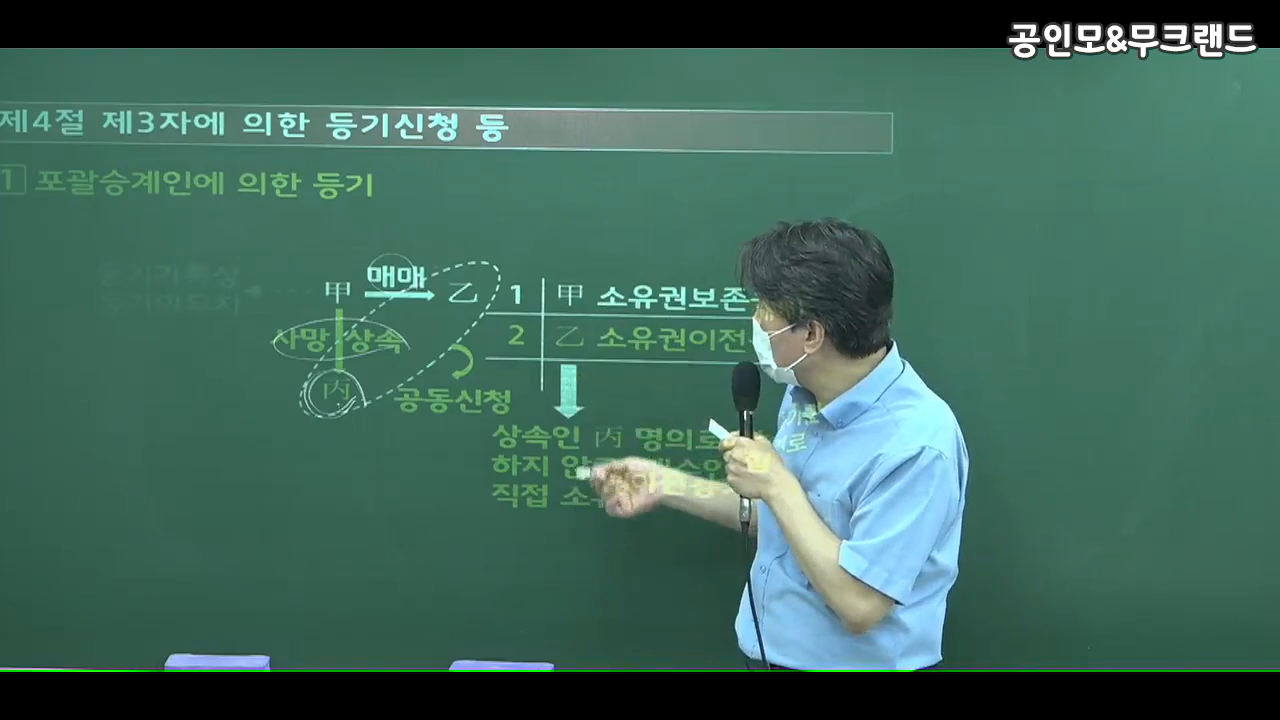 공인모&무크랜드
제4절 제3자에 의한 등기신청 등
1 포괄승계인에 의한 등기
甲 매매 乙
사망 상속
丙
공동신청
1 甲 소유권보존
2 乙 소유권이전
상속인 丙 명의로
하지
직접